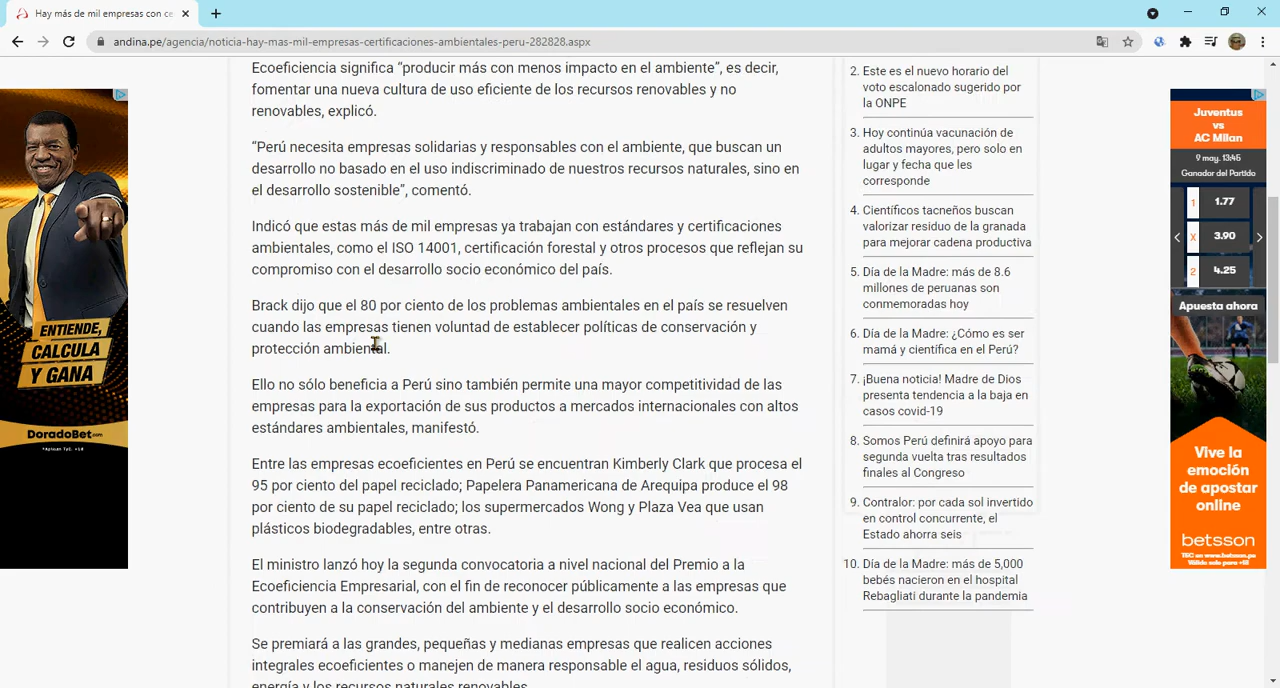 Hay más de mil empresas con ce
andina.pe/agencia/noticia-hay-mas-mil-empresas-certificaciones-ambientales-peru-282828.aspx
Ecoeficiencia significa “producir más con menos impacto en el ambiente”, es decir,
fomentar una nueva cultura de uso eficiente de los recursos renovables y no
renovables, explicó.
“Perú necesita empresas solidarias y responsables con el ambiente, que buscan un
desarrollo no basado en el uso indiscriminado de nuestros recursos naturales, sino en
el desarrollo sostenible”, comentó.
Indicó que estas más de mil empresas ya trabajan con estándares y certificaciones
ambientales, como el ISO 14001, certificación forestal y otros procesos que reflejan su
compromiso con el desarrollo socio económico del país.
Brack dijo que el 80 por ciento de los problemas ambientales en el país se resuelven
cuando las empresas tienen voluntad de establecer políticas de conservación y
protección ambiental.
Ello no sólo beneficia a Perú sino también permite una mayor competitividad de las
empresas para la exportación de sus productos a mercados internacionales con altos
estándares ambientales, manifestó.
Entre las empresas ecoeficientes en Perú se encuentran Kimberly Clark que procesa el
95 por ciento del papel reciclado; Papelera Panamericana de Arequipa produce el 98
por ciento de su papel reciclado; los supermercados Wong y Plaza Vea que usan
plásticos biodegradables, entre otras.
El ministro lanzó hoy la segunda convocatoria a nivel nacional del Premio a la
Ecoeficiencia Empresarial, con el fin de reconocer públicamente a las empresas que
contribuyen a la conservación del ambiente y el desarrollo socio económico.
Se premiará a las grandes, pequeñas y medianas empresas que realicen acciones
integrales ecoeficientes o manejen de manera responsable el agua, residuos sólidos,
energía y los recursos naturales renovables.
2. Este es el nuevo horario del
voto escalonado sugerido por
la ONPE
3. Hoy continúa vacunación de
adultos mayores, pero solo en
lugar y fecha que les
corresponde
4. Científicos tacneños buscan
valorizar residuo de la granada
para mejorar cadena productiva
5. Día de la Madre: más de 8.6
millones de peruanas son
conmemoradas hoy
6. Día de la Madre: ¿Cómo es ser
mamá y científica en el Perú?
7. ¡Buena noticia! Madre de Dios
presenta tendencia a la baja en
casos covid-19
8. Somos Perú definirá apoyo para
segunda vuelta tras resultados
finales al Congreso
9. Contralor: por cada sol invertido
en control concurrente, el
Estado ahorra seis
10. Día de la Madre: más de 5,000
bebés nacieron en el hospital
Rebagliati durante la pandemia
ENTIENDE,
CALCULA
Y GANA
DoradoBet.com
*Aplican TyC. +18
Juventus
vs
AC Milan
9 may. 13:45
Ganador del Partido
1 1.77
X 3.90
2 4.25
Apuesta ahora
Vive la
emoción
de apostar
online
betsson
TEC en www.betsson.pe
Válido solo para +18